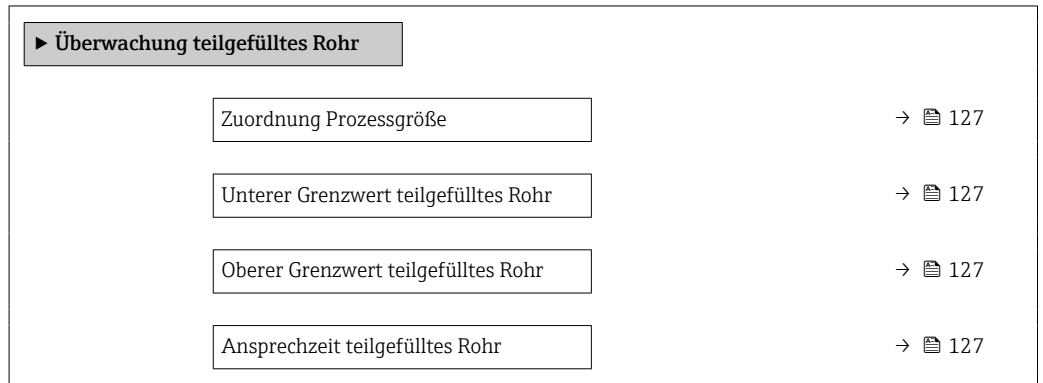 ▶ Überwachung teilgefülltes Rohr
Zuordnung Prozessgröße → 127
Unterer Grenzwert teilgefülltes Rohr → 127
Oberer Grenzwert teilgefülltes Rohr → 127
Ansprechzeit teilgefülltes Rohr → 127